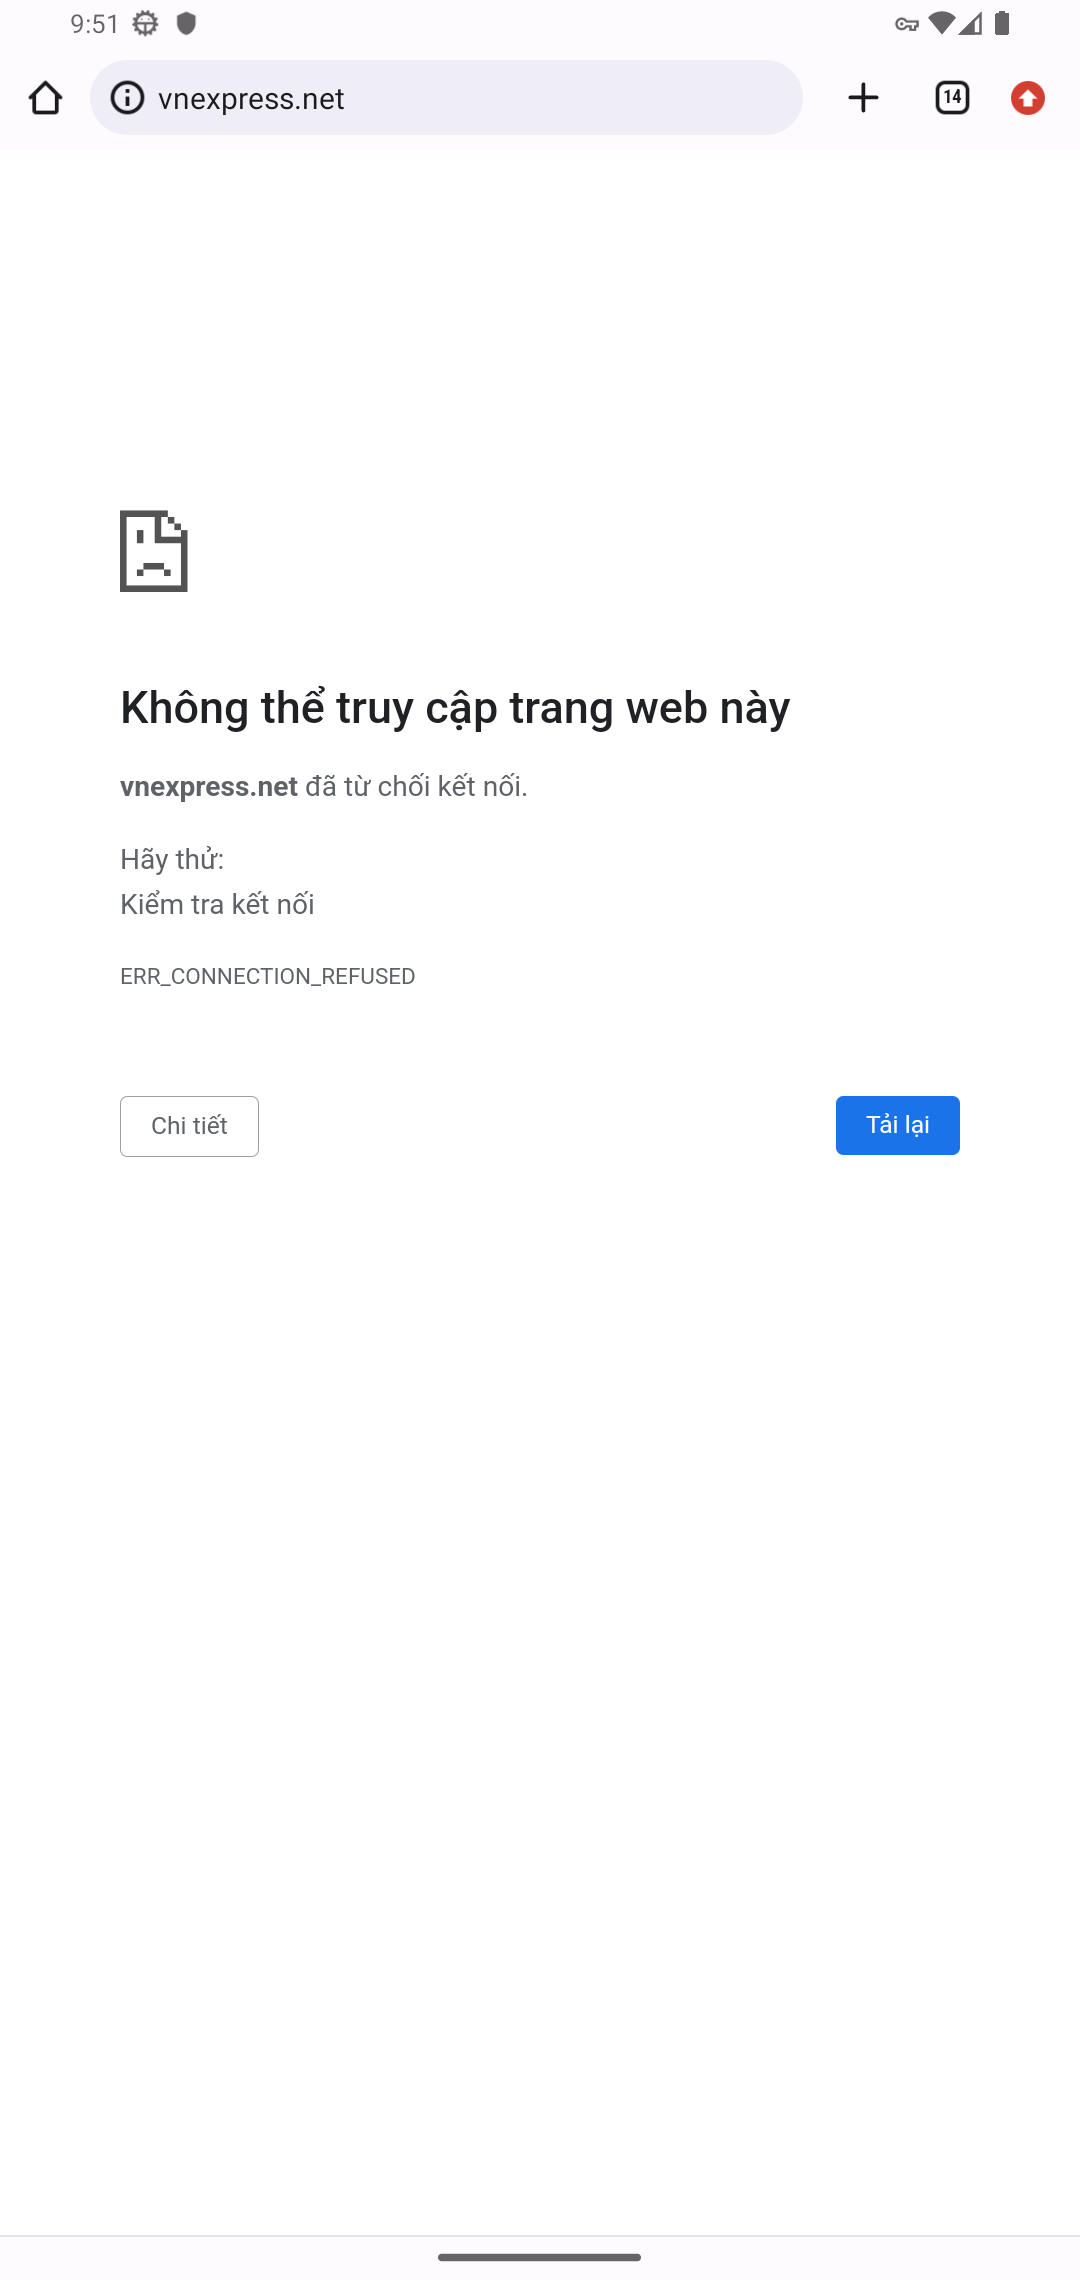 9:51
vnexpress.net
14
Không thể truy cập trang web này
vnexpress.net đã từ chối kết nối.
Hãy thử:
Kiểm tra kết nối
ERR_CONNECTION_REFUSED
Chi tiết
Tải lại